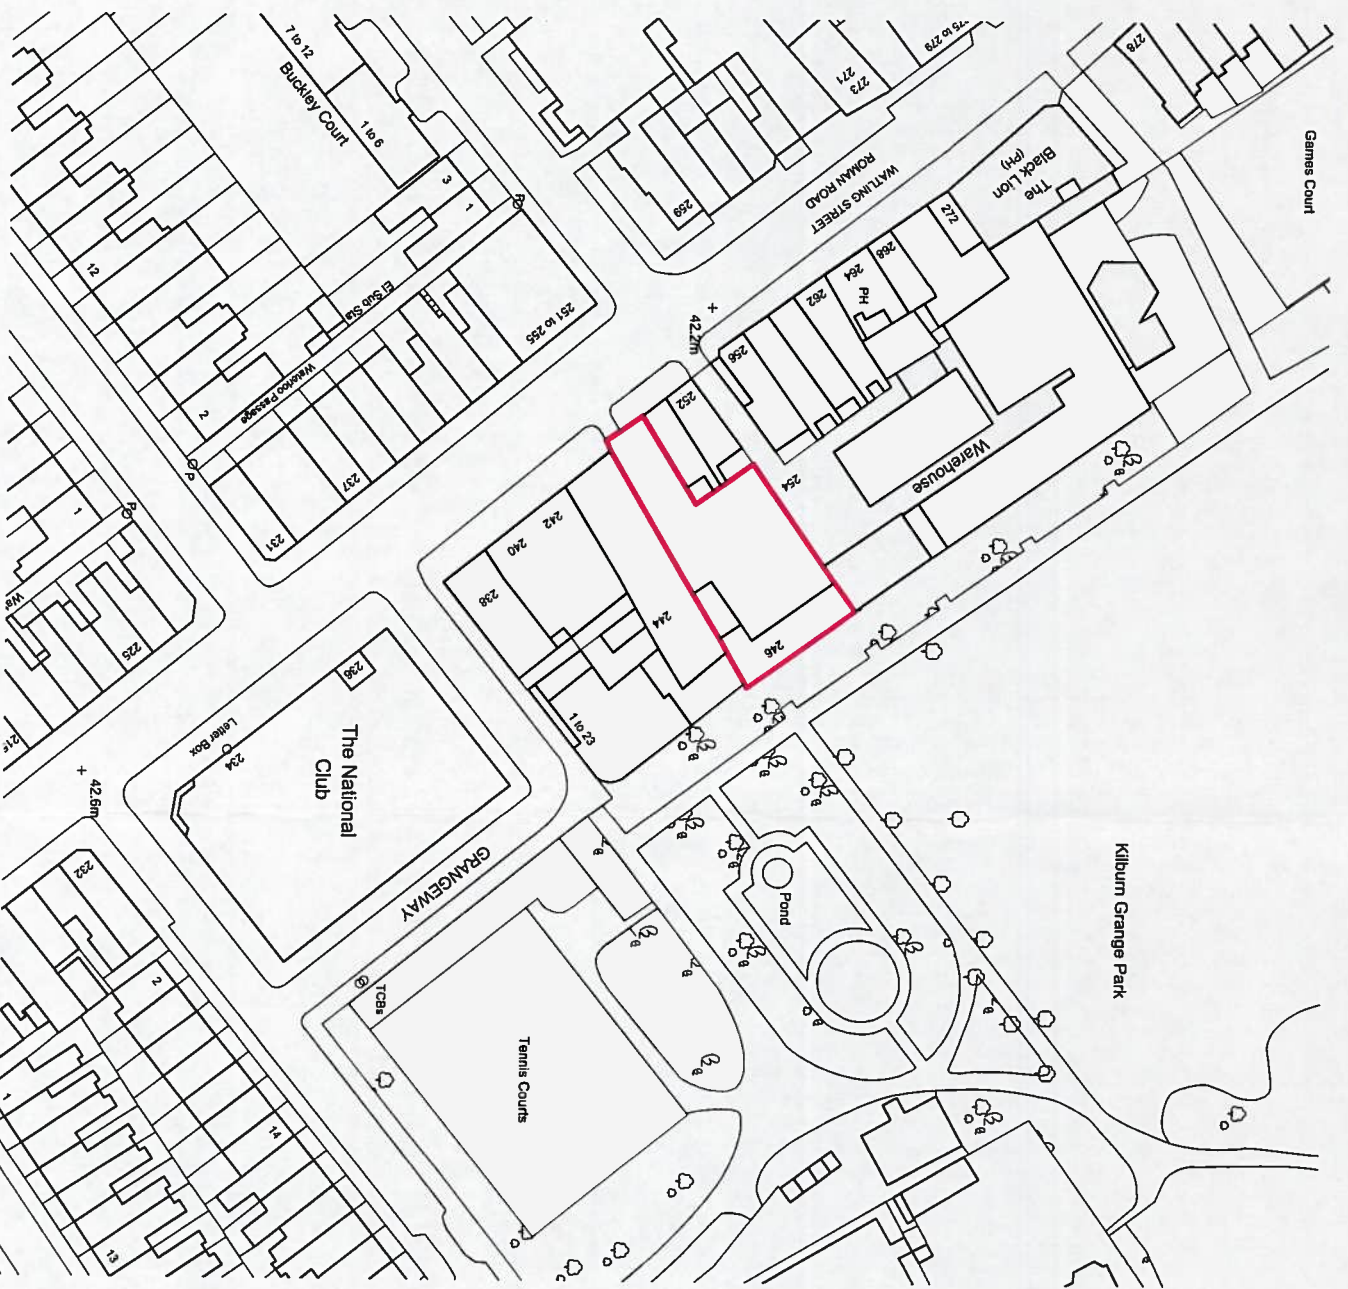 7 to 12
Buckley Court
1 to 6
3
1
El Sub Sta
Waterloo Passage
12
2
P
P
P
251 to 255
237
231
1
225
259
271
273
75 to 279
278
WATLING STREET
ROMAN ROAD
The
Black Lion
(PH)
Games Court
272
268
264
PH
262
256
42.2m
252
254
Warehouse
242
240
238
244
246
1 to 23
236
The National
Club
234
Letter Box
42.6m
232
2
GRANGEWAY
TCBs
Tennis Courts
Pond
Kilburn Grange Park
14
13
1